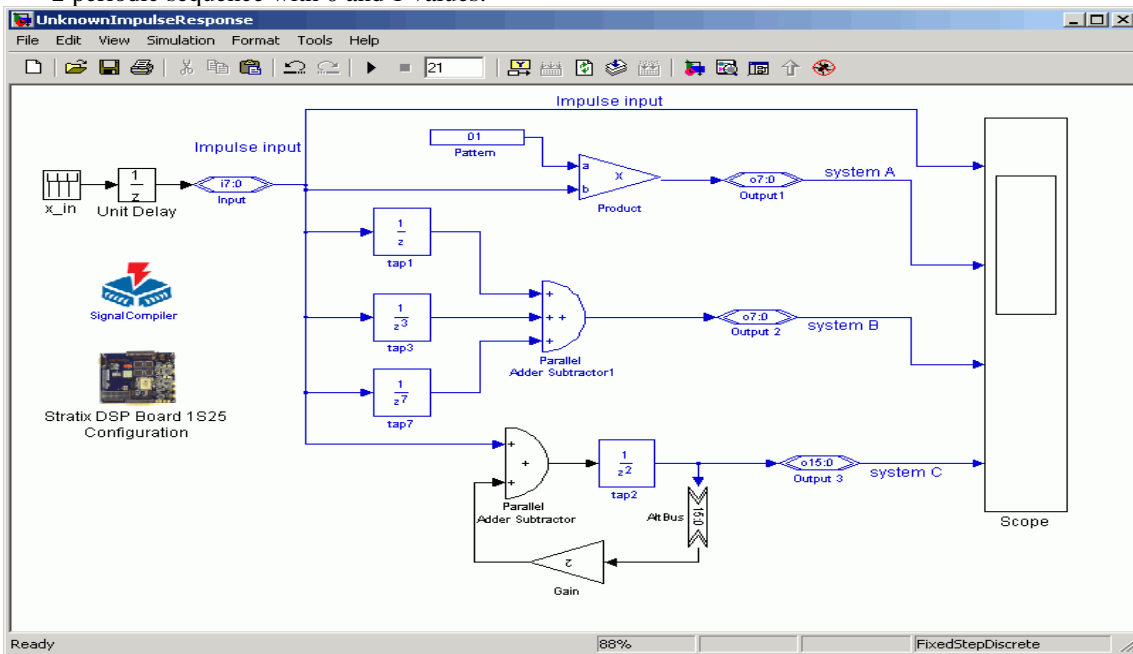 2 periodic sequence with 0 and 1 values.
UnknownImpulseResponse
File Edit View Simulation Format Tools Help
21
Impulse input
Impulse input
01
Pattern
a
b
x
Product
o7:0
Output1
system A
x_in
1
z
Unit Delay
i7:0
Input
1
z
tap1
1
z3
tap3
1
z7
tap7
+
+ +
+
Parallel
Adder Subtractor1
o7:0
Output 2
system B
SignalCompiler
Stratix DSP Board 1S25
Configuration
+
+
+
Parallel
Adder Subtractor
1
z2
tap2
o15:0
Output 3
system C
AltBus
15:0
2
Gain
Scope
Ready 88% FixedStepDiscrete